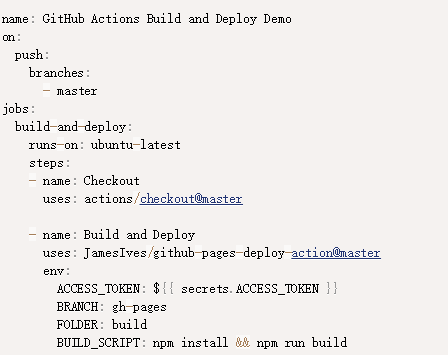 name: GitHub Actions Build and Deploy Demo
on:
  push:
    branches:
      - master
jobs:
  build-and-deploy:
    runs-on: ubuntu-latest
    steps:
    - name: Checkout
      uses: actions/checkout@master

    - name: Build and Deploy
      uses: JamesIves/github-pages-deploy-action@master
      env:
        ACCESS_TOKEN: ${{ secrets.ACCESS_TOKEN }}
        BRANCH: gh-pages
        FOLDER: build
        BUILD_SCRIPT: npm install && npm run build